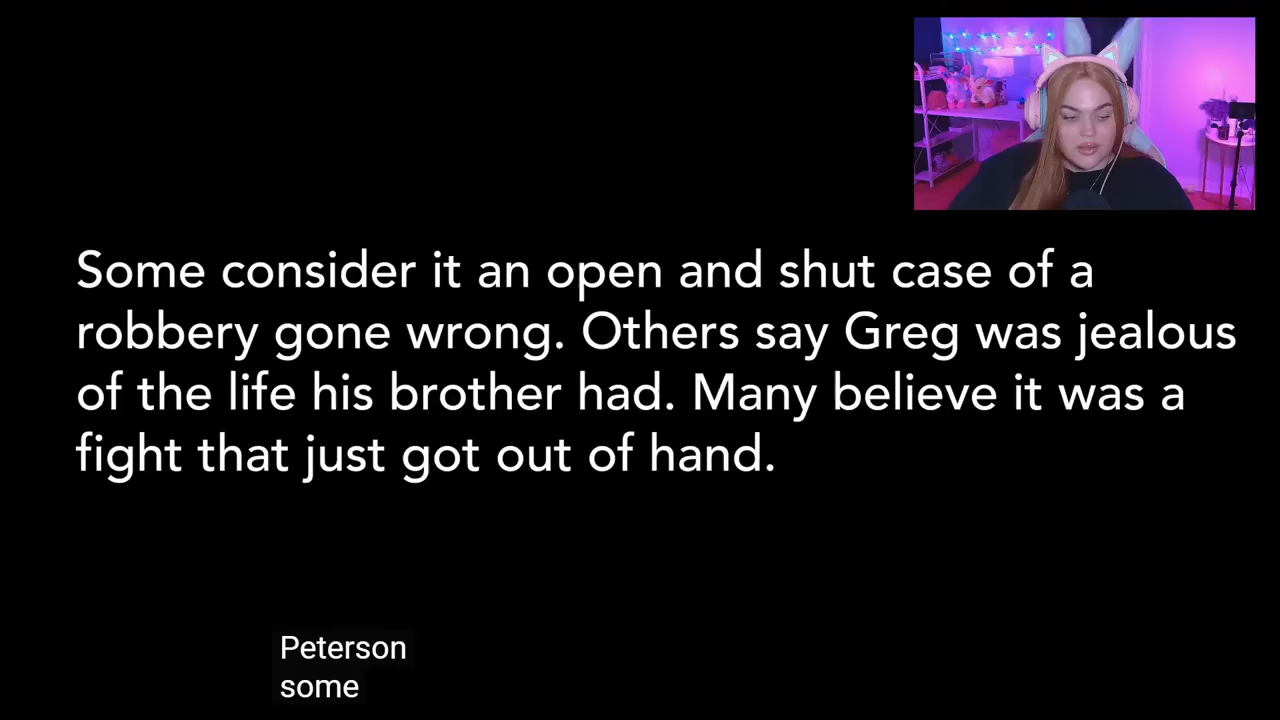 Some consider it an open and shut case of a
robbery gone wrong. Others say Greg was jealous
of the life his brother had. Many believe it was a
fight that just got out of hand.
Peterson
some